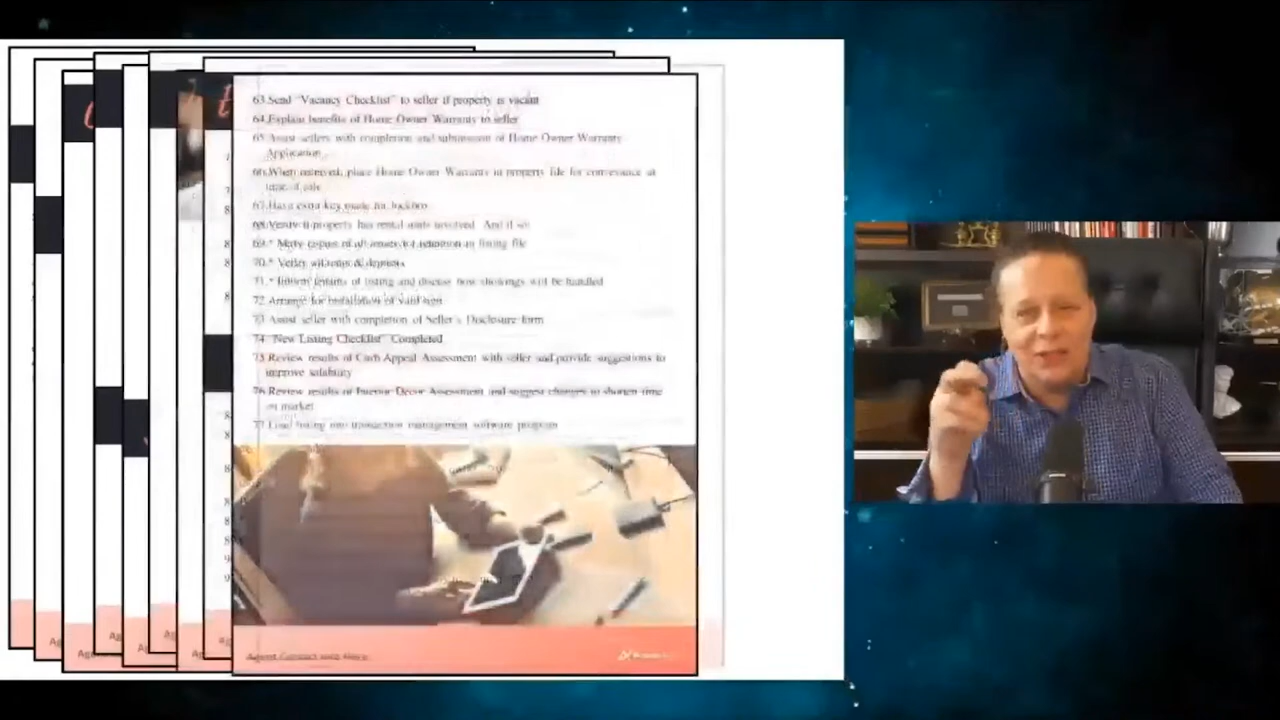 63.Send "Vacancy Checklist" to seller if property is vacant
64.Explain benefits of Home Owner Warranty to seller
65.Assist sellers with completion and submission of Home Owner Warranty
Application
66.When received, place Home Owner Warranty in property file for conveyance at
time of sale
67.Have extra key made for lockbox
68.Verify if property has rental units involved. And if so:
69.* Make copies of all leases for retention in listing file
70.* Verify all rents & deposits
71.* Inform tenants of listing and discuss how showings will be handled
72.Arrange for installation of yard sign
73.Assist seller with completion of Seller's Disclosure form
74."New Listing Checklist" Completed
75.Review results of Curb Appeal Assessment with seller and provide suggestions to
improve salability
76.Review results of Interior Décor Assessment and suggest changes to shorten time
on market
77.Load listing into transaction management software program
Agent Contact Info Here